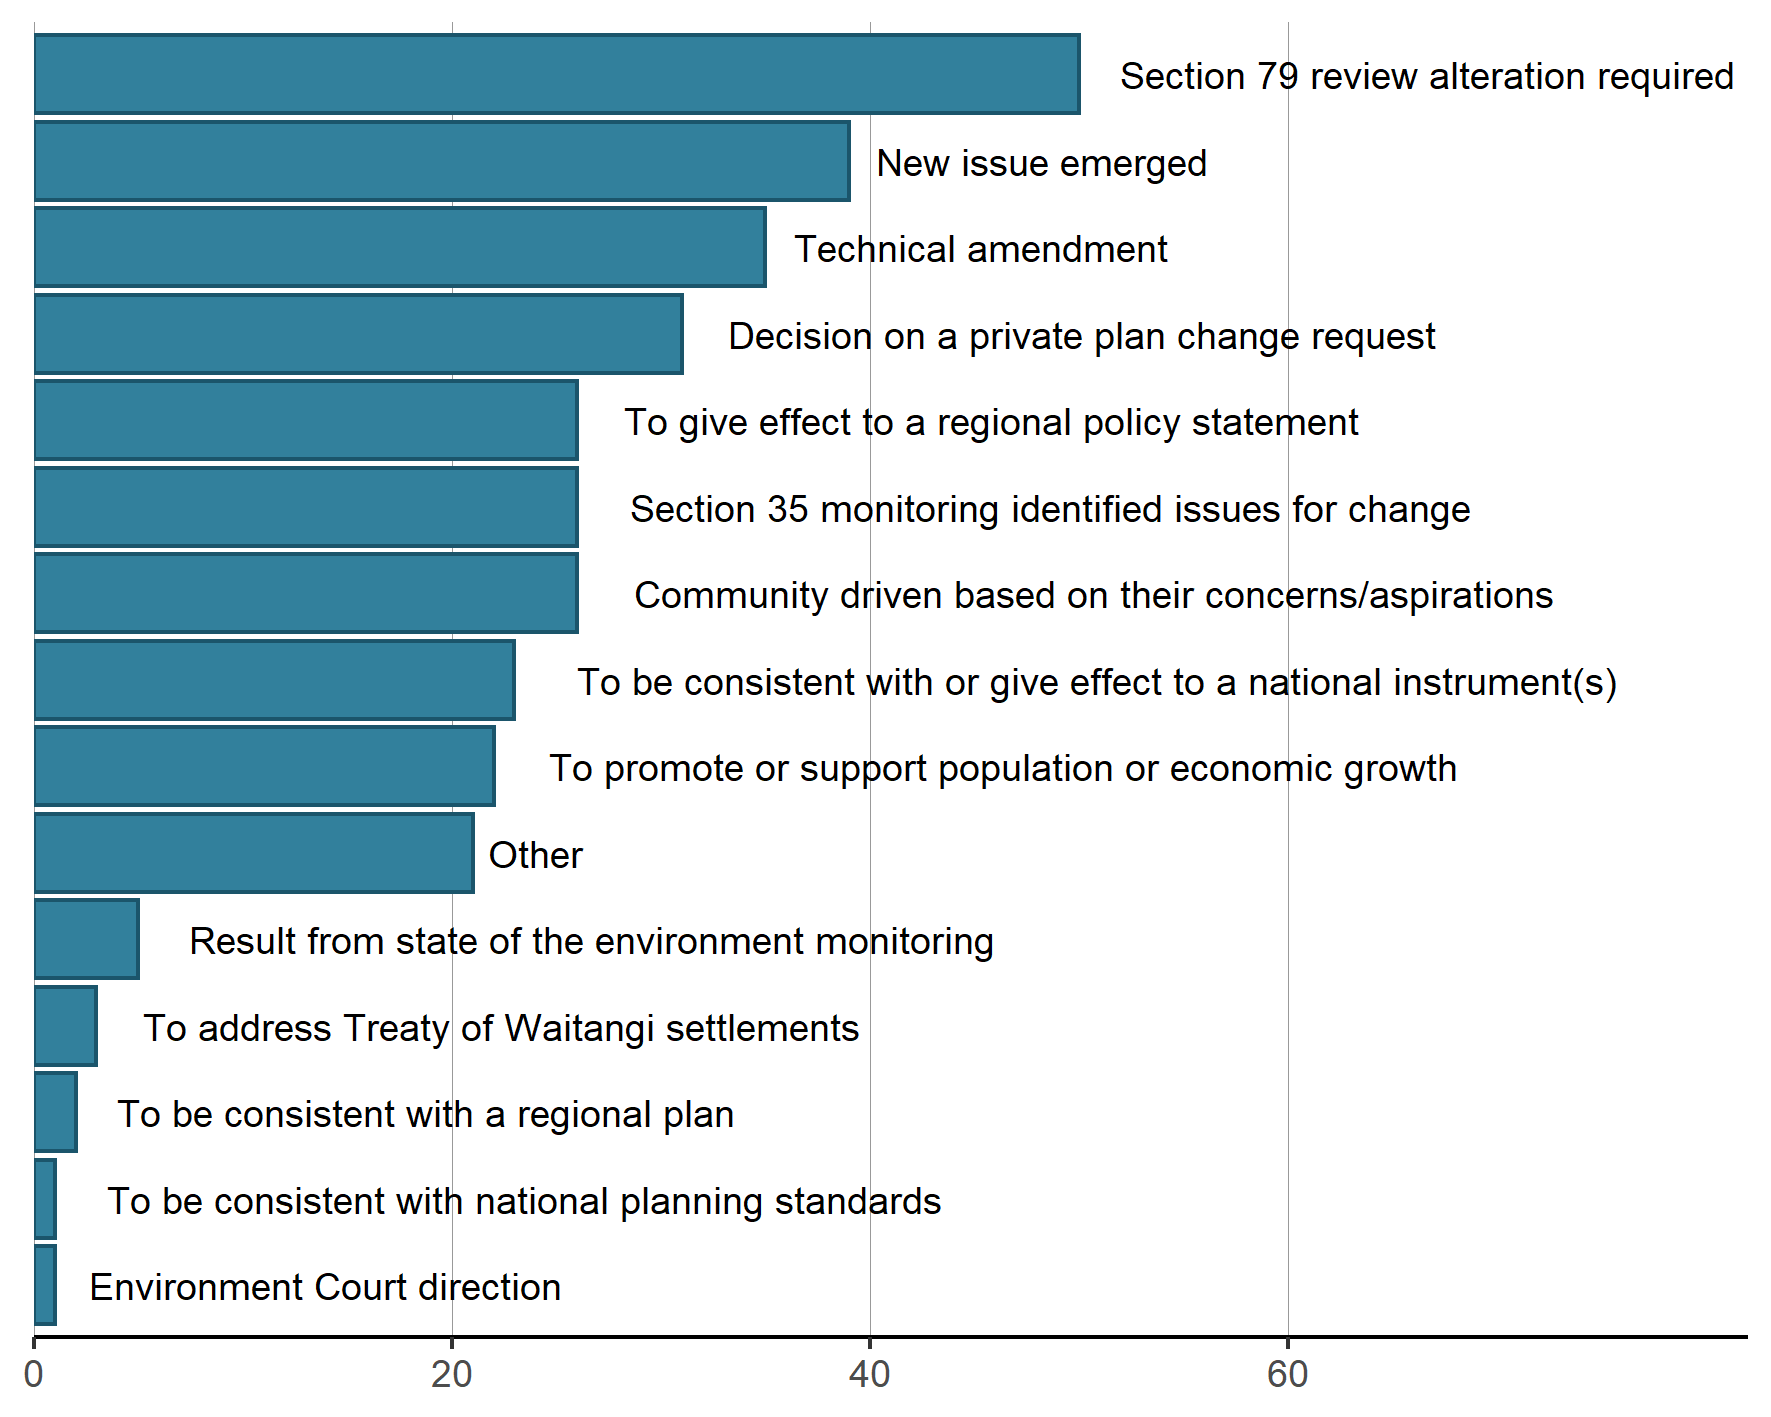 Section 79 review alteration required
New issue emerged
Technical amendment
Decision on a private plan change request
To give effect to a regional policy statement
Section 35 monitoring identified issues for change
Community driven based on their concerns/aspirations
To be consistent with or give effect to a national instrument(s)
To promote or support population or economic growth
Other
Result from state of the environment monitoring
To address Treaty of Waitangi settlements
To be consistent with a regional plan
To be consistent with national planning standards
Environment Court direction
0 20 40 60